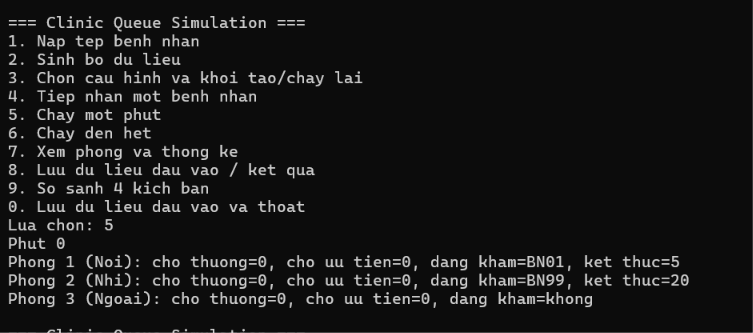 === Clinic Queue Simulation ===
1. Nap tep benh nhan
2. Sinh bo du lieu
3. Chon cau hinh va khoi tao/chay lai
4. Tiep nhan mot benh nhan
5. Chay mot phut
6. Chay den het
7. Xem phong va thong ke
8. Luu du lieu dau vao / ket qua
9. So sanh 4 kich ban
0. Luu du lieu dau vao va thoat
Lua chon: 5
Phut 0
Phong 1 (Noi): cho thuong=0, cho uu tien=0, dang kham=BN01, ket thuc=5
Phong 2 (Nhi): cho thuong=0, cho uu tien=0, dang kham=BN99, ket thuc=20
Phong 3 (Ngoai): cho thuong=0, cho uu tien=0, dang kham=khong
=== Clinic Queue Simulation ===